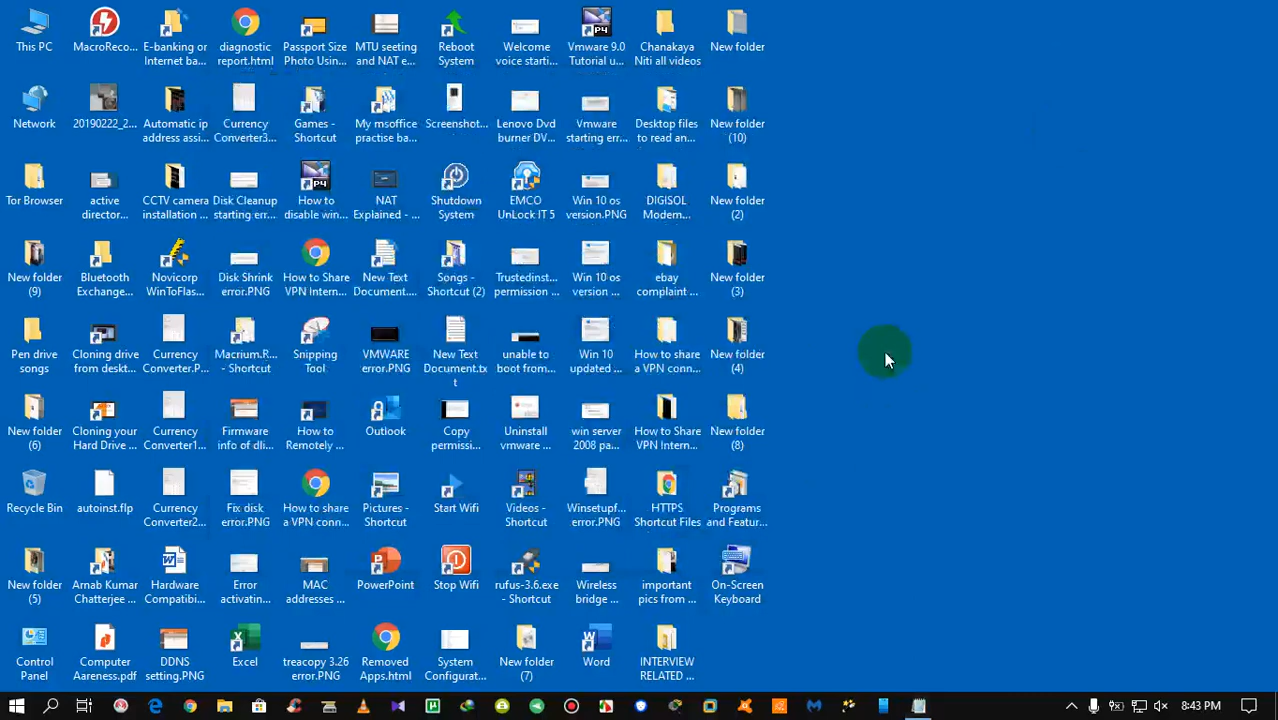 This PC
MacroReco...
E-banking or
Internet ba...
diagnostic
report.html
Passport Size
Photo Usin...
MTU seeting
and NAT e...
Reboot
System
Welcome
voice starti...
Vmware 9.0
Tutorial u...
Chanakaya
Niti all videos
New folder
Network
20190222_2...
Automatic ip
address assi...
Currency
Converter3...
Games -
Shortcut
My msoffice
practise ba...
Screenshot...
Lenovo Dvd
burner DV...
Vmware
starting err...
Desktop files
to read an...
New folder
(10)
Tor Browser
active
director...
CCTV camera
installation ...
Disk Cleanup
starting err...
How to
disable win...
NAT
Explained - ...
Shutdown
System
EMCO
UnLock IT 5
Win 10 os
version.PNG
DIGISOL
Modem...
New folder
(2)
New folder
(9)
Bluetooth
Exchange...
Novicorp
WinToFlas...
Disk Shrink
error.PNG
How to Share
VPN Intern...
New Text
Document....
Songs -
Shortcut (2)
Trustedinst...
permission ...
Win 10 os
version ...
ebay
complaint ...
New folder
(3)
Pen drive
songs
Cloning drive
from deskt...
Currency
Converter.P...
Macrium.R...
- Shortcut
Snipping
Tool
VMWARE
error.PNG
New Text
Document.tx
t
unable to
boot from...
Win 10
updated ...
How to share
a VPN conn...
New folder
(4)
New folder
(6)
Cloning your
Hard Drive ...
Currency
Converter1...
Firmware
info of dli...
How to
Remotely ...
Outlook
Copy
permissi...
Uninstall
vmware ...
win server
2008 pa...
How to Share
VPN Intern...
New folder
(8)
Recycle Bin
autoinst.flp
Currency
Converter2...
Fix disk
error.PNG
How to share
a VPN conn...
Pictures -
Shortcut
Start Wifi
Videos -
Shortcut
Winsetupf...
error.PNG
HTTPS
Shortcut Files
Programs
and Featur...
New folder
(5)
Arnab Kumar
Chatterjee ...
Hardware
Compatibi...
Error
activatin...
MAC
addresses ...
PowerPoint
Stop Wifi
rufus-3.6.exe
- Shortcut
Wireless
bridge ...
important
pics from ...
On-Screen
Keyboard
Control
Panel
Computer
Aareness.pdf
DDNS
setting.PNG
Excel
treacopy 3.26
error.PNG
Removed
Apps.html
System
Configurat...
New folder
(7)
Word
INTERVIEW
RELATED ...
8:43 PM